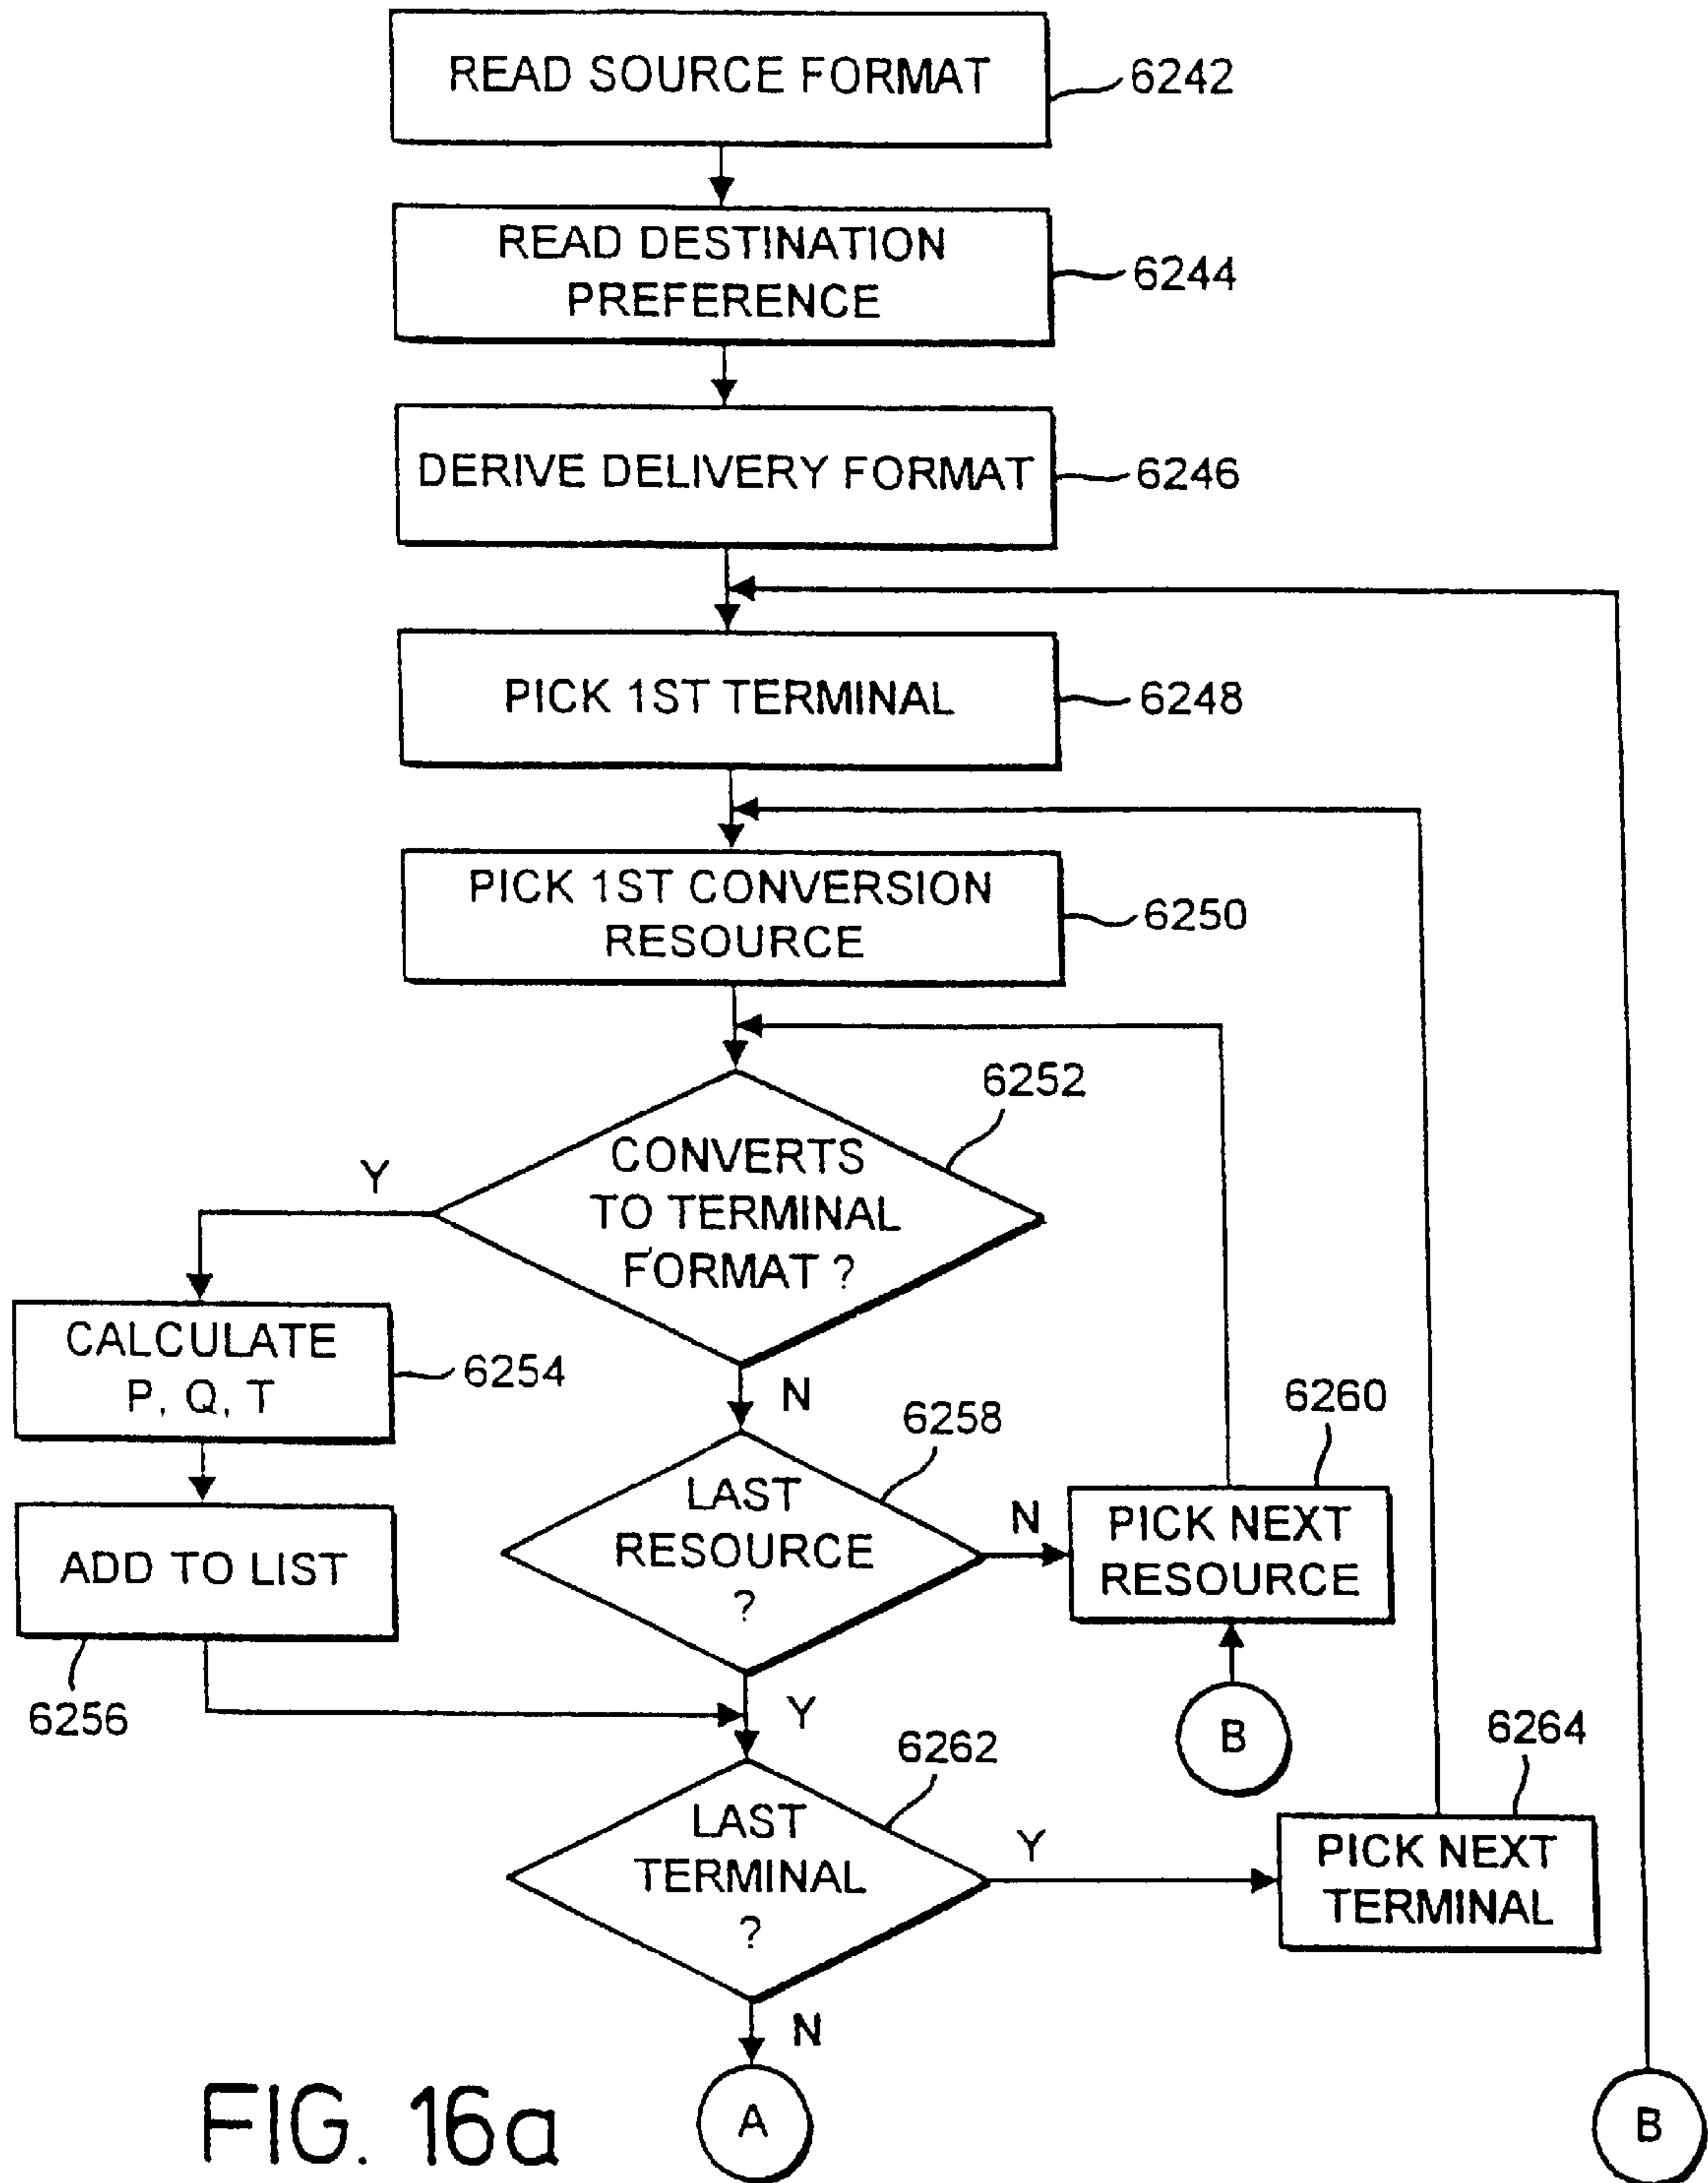 READ SOURCE FORMAT
6242
READ DESTINATION
PREFERENCE
6244
DERIVE DELIVERY FORMAT
6246
PICK 1ST TERMINAL
6248
PICK 1ST CONVERSION
RESOURCE
6250
6252
CONVERTS
TO TERMINAL
FORMAT ?
Y
CALCULATE
P, Q, T
6254
N
6258
6260
LAST
RESOURCE
?
N
PICK NEXT
RESOURCE
ADD TO LIST
6256
Y
B
6262
6264
LAST
TERMINAL
?
Y
PICK NEXT
TERMINAL
N
A
B
FIG. 16a